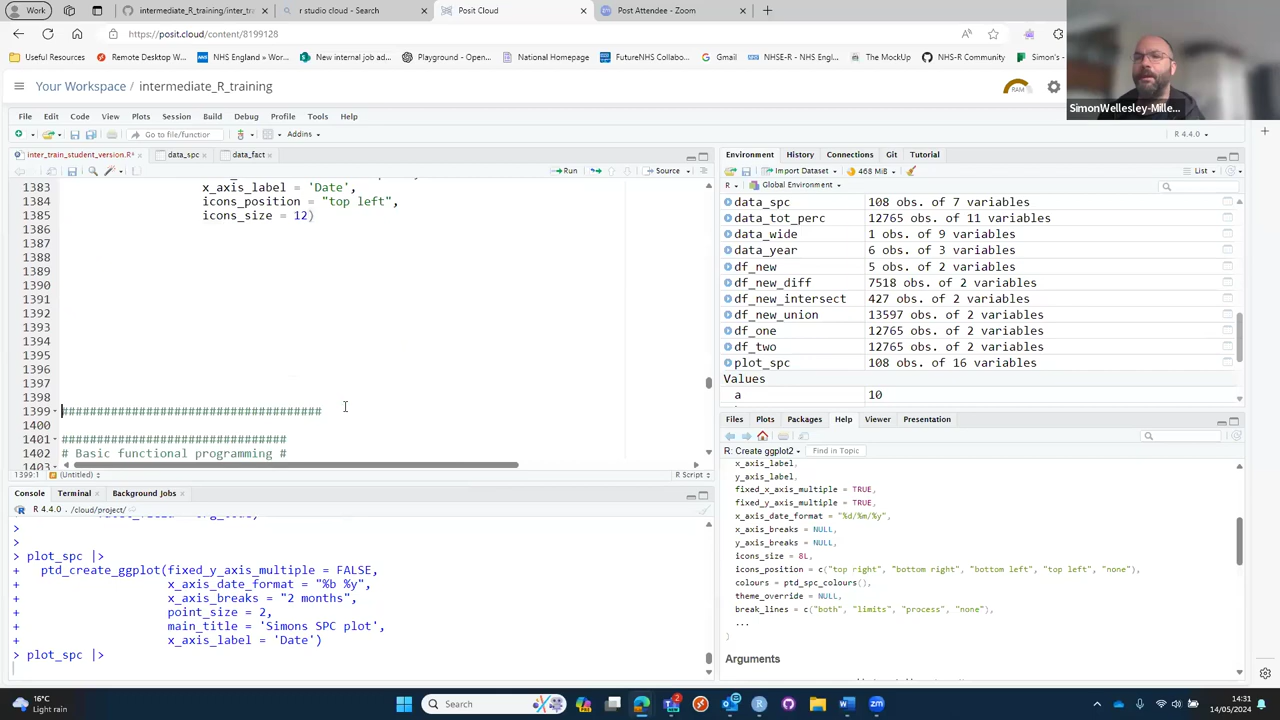 Work
intermediate_R_training/inter_tra
r studio cloud - Search
Posit Cloud
Post Attendee - Zoom
https://posit.cloud/content/8199128
Useful Resources
Remote Desktop W...
NHS England » Wo...
New internal job ad...
Playground - Open...
National
FutureNHS Collabo...
NHSE-R - NHS Engl...
The MockUp
NHS-R Community
Simon's
Your Workspace / intermediate_R_training
RAM
SimonWellesley-Mille...
File Edit Code View Plots Session Build Debug Profile Tools Help
Go to file/function
Addins
R 4.4.0
inter_train_student_version.R*
data_spc
data_fact
Run
Source
1383 x_axis_label = 'Date',
1384 icons_position = "top left",
1385 icons_size = 12)
1386
1387
1388
1389
1390
1391
1392
1393
1394
1395
1396
1397
1398
1399 #####################################
1400
1401 ################################
1402 # Basic functional programming #
1403
1399:1
(Untitled)
R Script
Console Terminal Background Jobs
R 4.4.0 · /cloud/project/
>
> plot_spc |>
+ ptd_create_ggplot(fixed_y_axis_multiple = FALSE,
+ x_axis_date_format = "%b %y",
+ x_axis_breaks = "2 months",
+ point_size = 2,
+ main_title = 'Simons SPC plot',
+ x_axis_label = 'Date')
> plot_spc |>
Environment History Connections Git Tutorial
Import Dataset
468 MiB
List
R
Global Environment
data_spc 108 obs. of 7 variables
data_tot_perc 12765 obs. of 11 variables
data_wide 1 obs. of 9 variables
data_year 6 obs. of 3 variables
df_new 5 obs. of 2 variables
df_new_diff 7518 obs. of 2 variables
df_new_intersect 427 obs. of 2 variables
df_new_union 13597 obs. of 2 variables
df_one 12765 obs. of 2 variables
df_two 12765 obs. of 2 variables
plot_spc 108 obs. of 16 variables
Values
a 10
Files Plots Packages Help Viewer Presentation
R: Create ggplot2
Find in Topic
x_axis_label,
y_axis_label,
fixed_x_axis_multiple = TRUE,
fixed_y_axis_multiple = TRUE,
x_axis_date_format = "%d/%m/%y",
x_axis_breaks = NULL,
y_axis_breaks = NULL,
icons_size = 8L,
icons_position = c("top right", "bottom right", "bottom left", "top left", "none"),
colours = ptd_spc_colours(),
theme_override = NULL,
break_lines = c("both", "limits", "process", "none"),
...
)
Arguments
16°C
Light rain
Search
14:31
14/05/2024